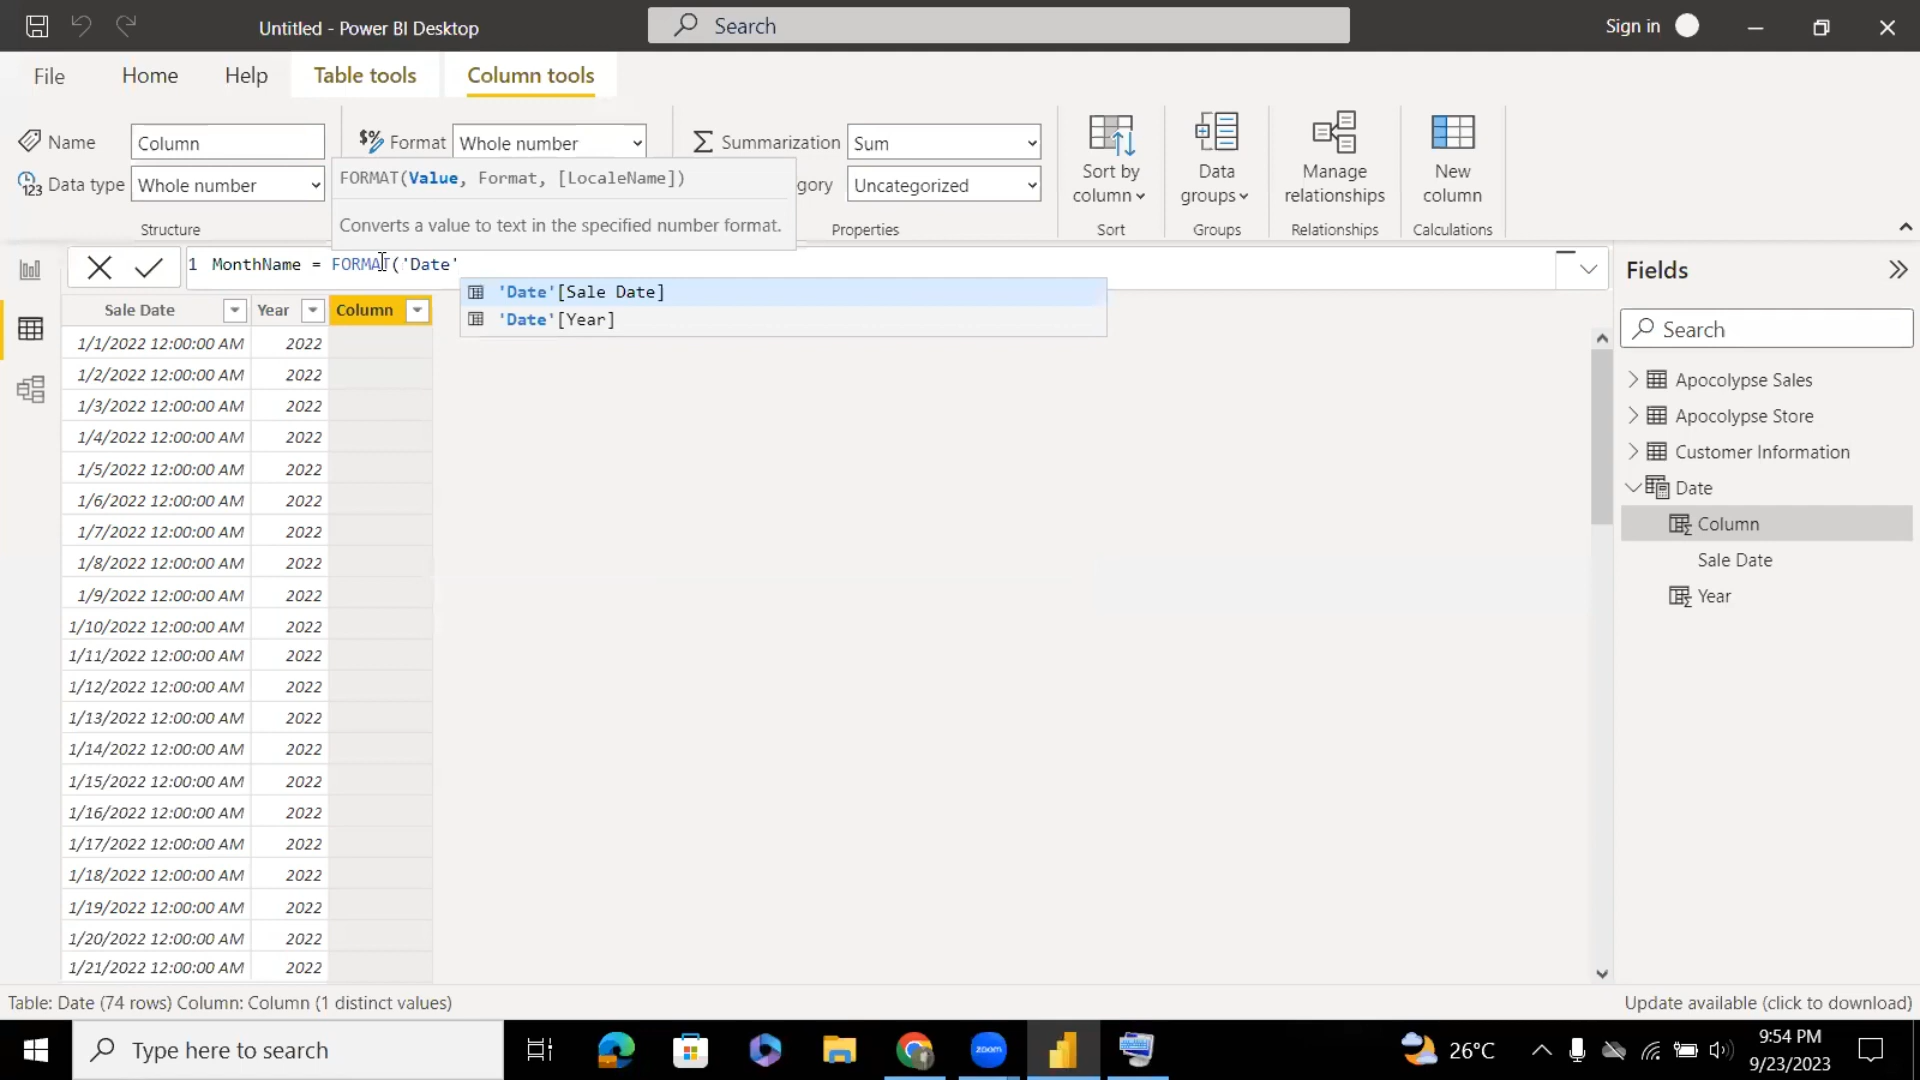 Untitled - Power BI Desktop
Search
Sign in
File
Home
Help
Table tools
Column tools
Name
Column
Format
Whole number
Summarization
Sum
Data type
Whole number
gory
Uncategorized
FORMAT(Value, Format, [LocaleName])
Converts a value to text in the specified number format.
Sort by
column
Data
groups
Manage
relationships
New
column
Structure
Properties
Sort
Groups
Relationships
Calculations
1 MonthName = FORMAT('Date'
'Date'[Sale Date]
'Date'[Year]
Sale Date Year Column
1/1/2022 12:00:00 AM 2022
1/2/2022 12:00:00 AM 2022
1/3/2022 12:00:00 AM 2022
1/4/2022 12:00:00 AM 2022
1/5/2022 12:00:00 AM 2022
1/6/2022 12:00:00 AM 2022
1/7/2022 12:00:00 AM 2022
1/8/2022 12:00:00 AM 2022
1/9/2022 12:00:00 AM 2022
1/10/2022 12:00:00 AM 2022
1/11/2022 12:00:00 AM 2022
1/12/2022 12:00:00 AM 2022
1/13/2022 12:00:00 AM 2022
1/14/2022 12:00:00 AM 2022
1/15/2022 12:00:00 AM 2022
1/16/2022 12:00:00 AM 2022
1/17/2022 12:00:00 AM 2022
1/18/2022 12:00:00 AM 2022
1/19/2022 12:00:00 AM 2022
1/20/2022 12:00:00 AM 2022
1/21/2022 12:00:00 AM 2022
Fields
Search
Apocolypse Sales
Apocolypse Store
Customer Information
Date
Column
Sale Date
Year
Table: Date (74 rows) Column: Column (1 distinct values)
Update available (click to download)
Type here to search
zoom
26°C
9:54 PM
9/23/2023